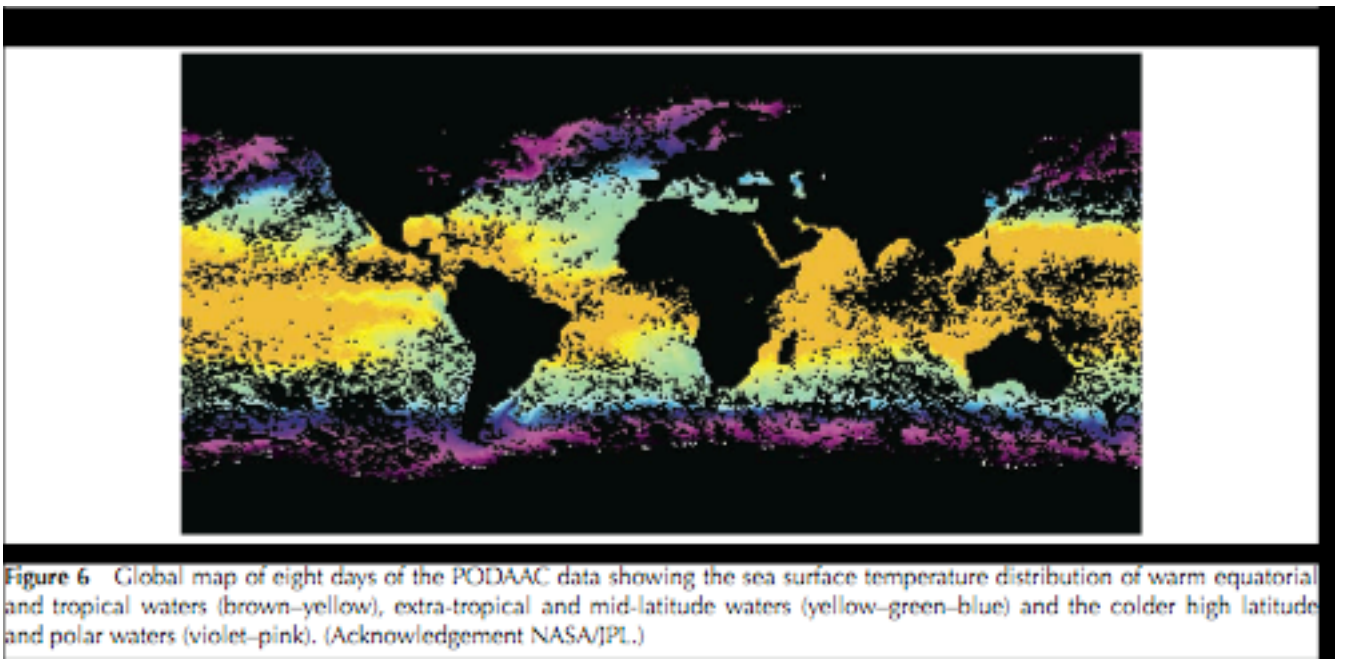 Figure 6 Global map of eight days of the PODAAC data showing the sea surface temperature distribution of warm equatorial
and tropical waters (brown–yellow), extra-tropical and mid-latitude waters (yellow–green–blue) and the colder high latitude
and polar waters (violet–pink). (Acknowledgement NASA/JPL.)